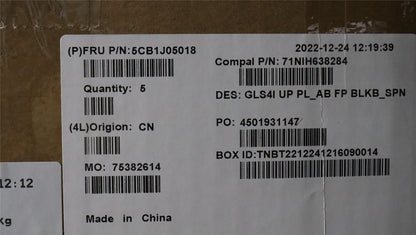 2022-12-24 12:19:39
(P)FRU P/N:5CB1J05018
Compal P/N: 71NIH638284
Quantity: 5
DES: GLS4I UP PL_AB FP BLKB_SPN
(4L)Origion: CN
PO: 4501931147
BOX ID:TNBT2212241216090014
MO: 75382614
12:12
Kg
Made in China